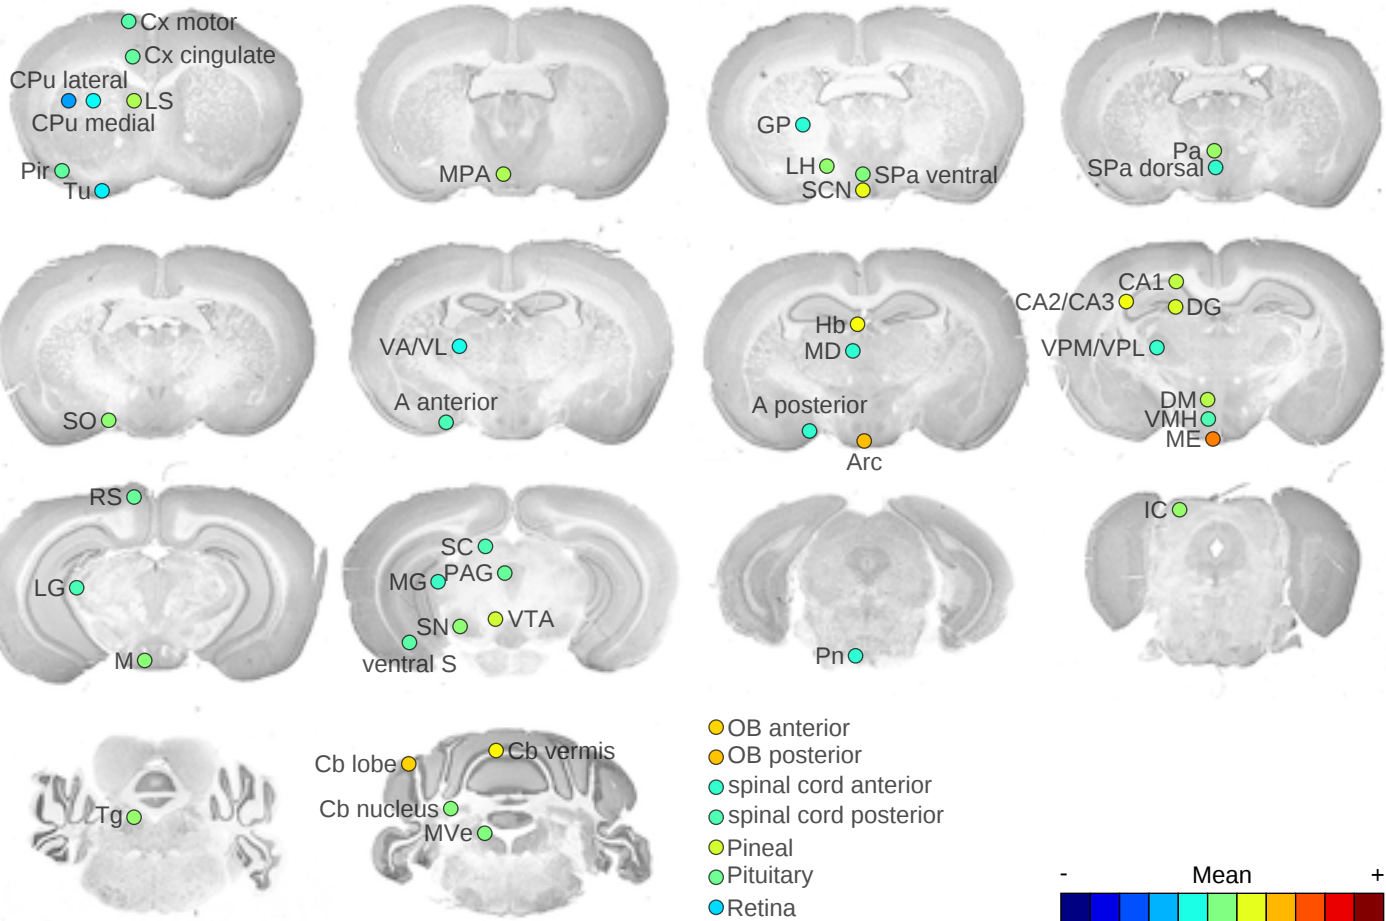 Cx motor
Cx cingulate
CPu lateral
LS
CPu medial
Pir
Tu
MPA
GP
LH
SPa ventral
SCN
Pa
SPa dorsal
SO
VA/VL
A anterior
Hb
MD
A posterior
Arc
CA1
CA2/CA3
DG
VPM/VPL
DM
VMH
ME
RS
LG
M
SC
MG
PAG
SN
VTA
ventral S
Pn
IC
Tg
Cb lobe
Cb vermis
Cb nucleus
MVe
OB anterior
OB posterior
spinal cord anterior
spinal cord posterior
Pineal
Pituitary
Retina
- Mean +